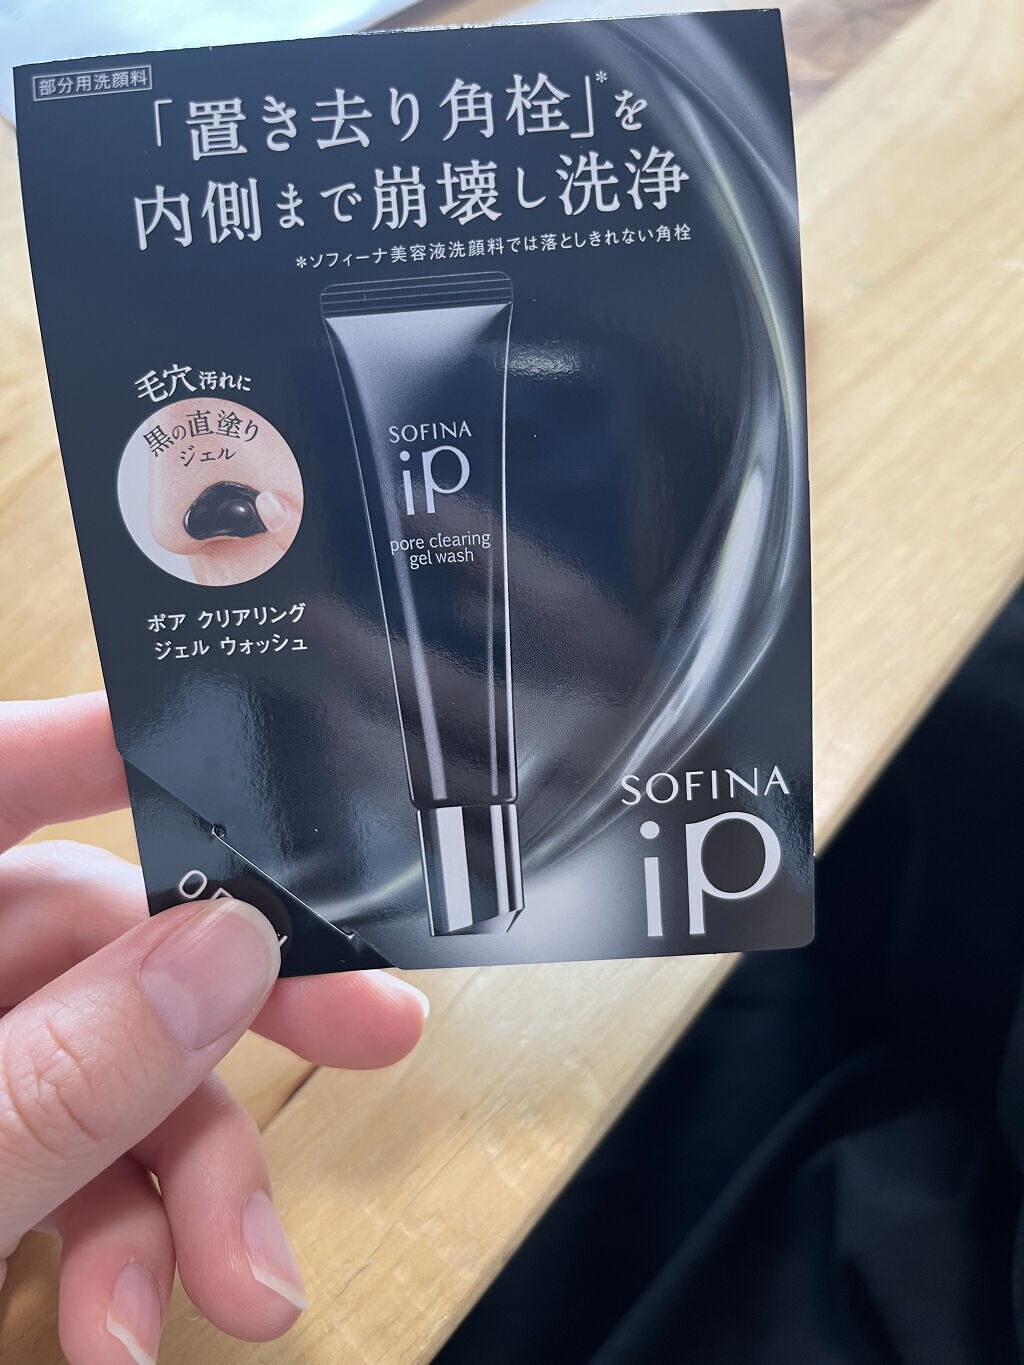 部分用洗顔料
「置き去り角栓」*を
内側まで崩壊し洗浄
*ソフィーナ美容液洗顔料では落としきれない角栓
毛穴汚れに
黒の直塗り
ジェル
ポア クリアリング
ジェル ウォッシュ
SOFINA
iP
pore clearing
gel wash
SOFINA
iP